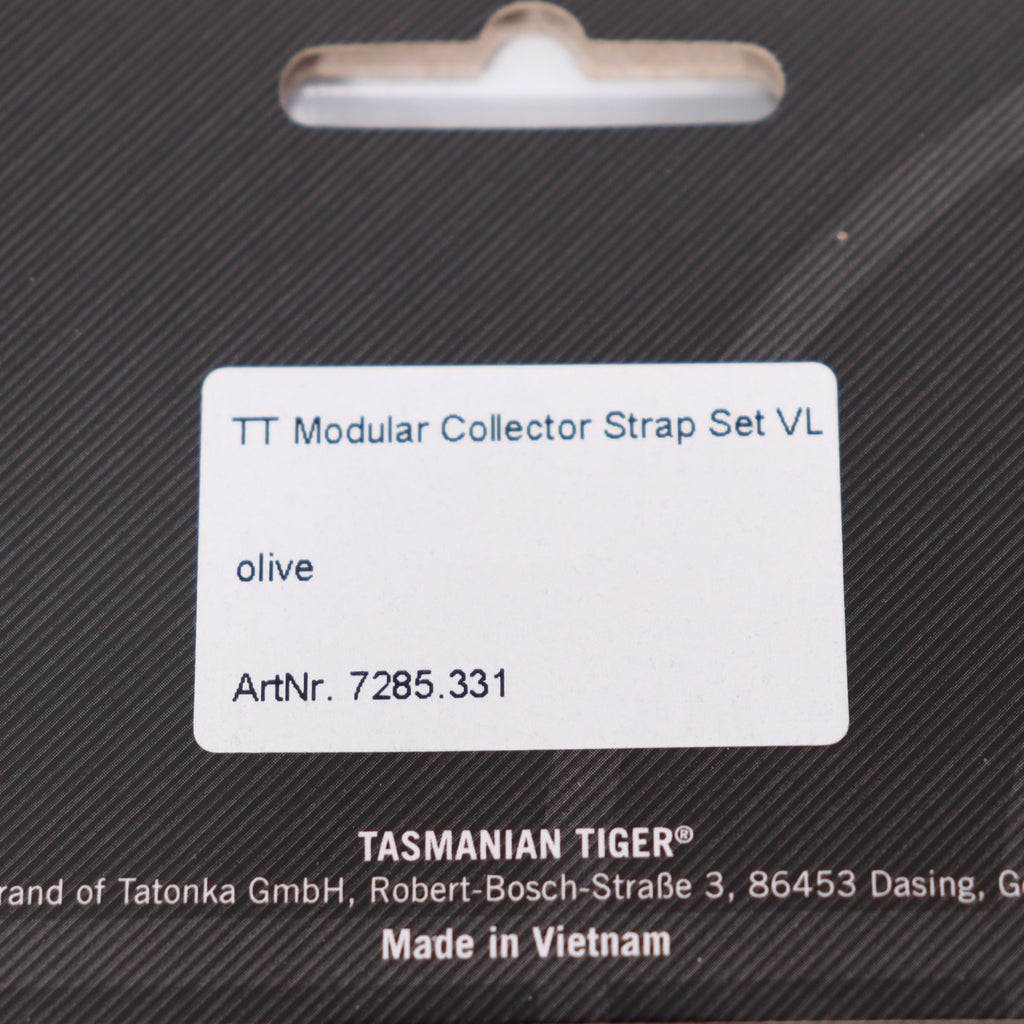 TT Modular Collector Strap Set VL
olive
ArtNr. 7285.331
TASMANIAN TIGER®
rand of Tatonka GmbH, Robert-Bosch-Straße 3, 86453 Dasing, G
Made in Vietnam